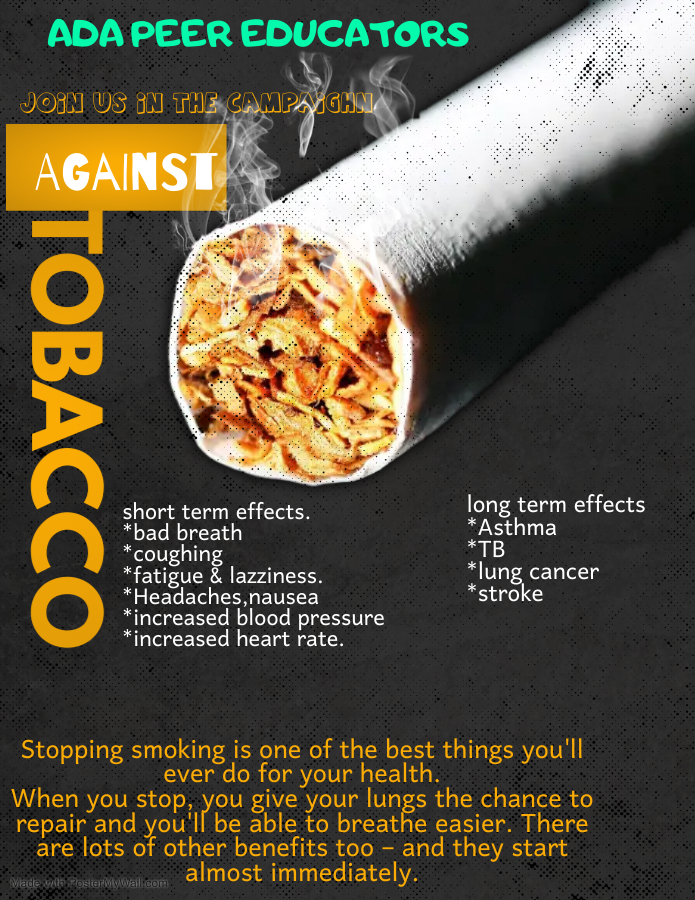 ADA PEER EDUCATORS
JOIN US IN THE CAMPAIGHN
AGAINST
TOBACCO
short term effects.
*bad breath
*coughing
*fatigue & lazziness.
*Headaches,nausea
*increased blood pressure
*increased heart rate.
long term effects
*Asthma
*TB
*lung cancer
*stroke
Stopping smoking is one of the best things you'll
ever do for your health.
When you stop, you give your lungs the chance to
repair and you'll be able to breathe easier. There
are lots of other benefits too – and they start
almost immediately.
Made with PosterMyWall.com